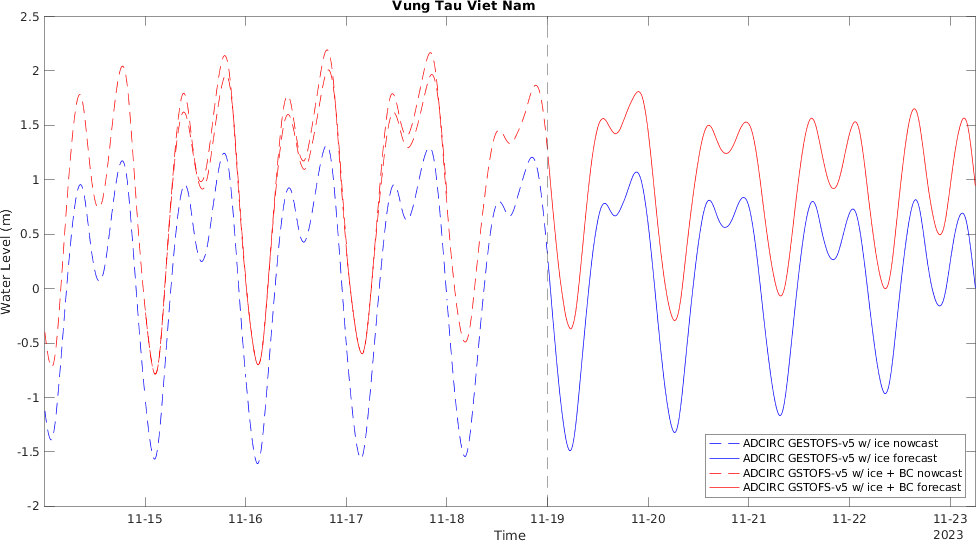 Vung Tau Viet Nam
2.5
2
1.5
1
0.5
0
-0.5
-1
-1.5
-2
Water Level (m)
ADCIRC GESTOFS-v5 w/ ice nowcast
ADCIRC GESTOFS-v5 w/ ice forecast
ADCIRC GSTOFS-v5 w/ ice + BC nowcast
ADCIRC GSTOFS-v5 w/ ice + BC forecast
11-15 11-16 11-17 11-18 11-19 11-20 11-21 11-22 11-23
2023
Time